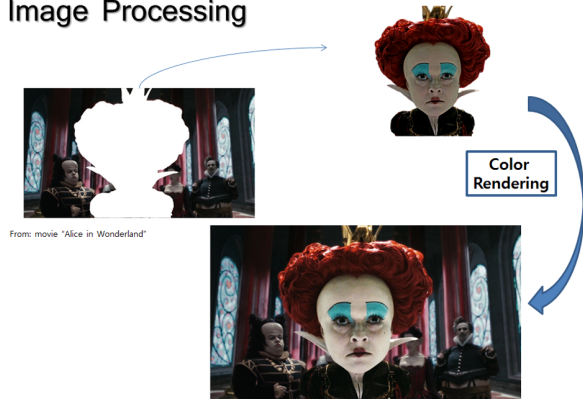 Image Processing
Color
Rendering
From: movie "Alice in Wonderland"